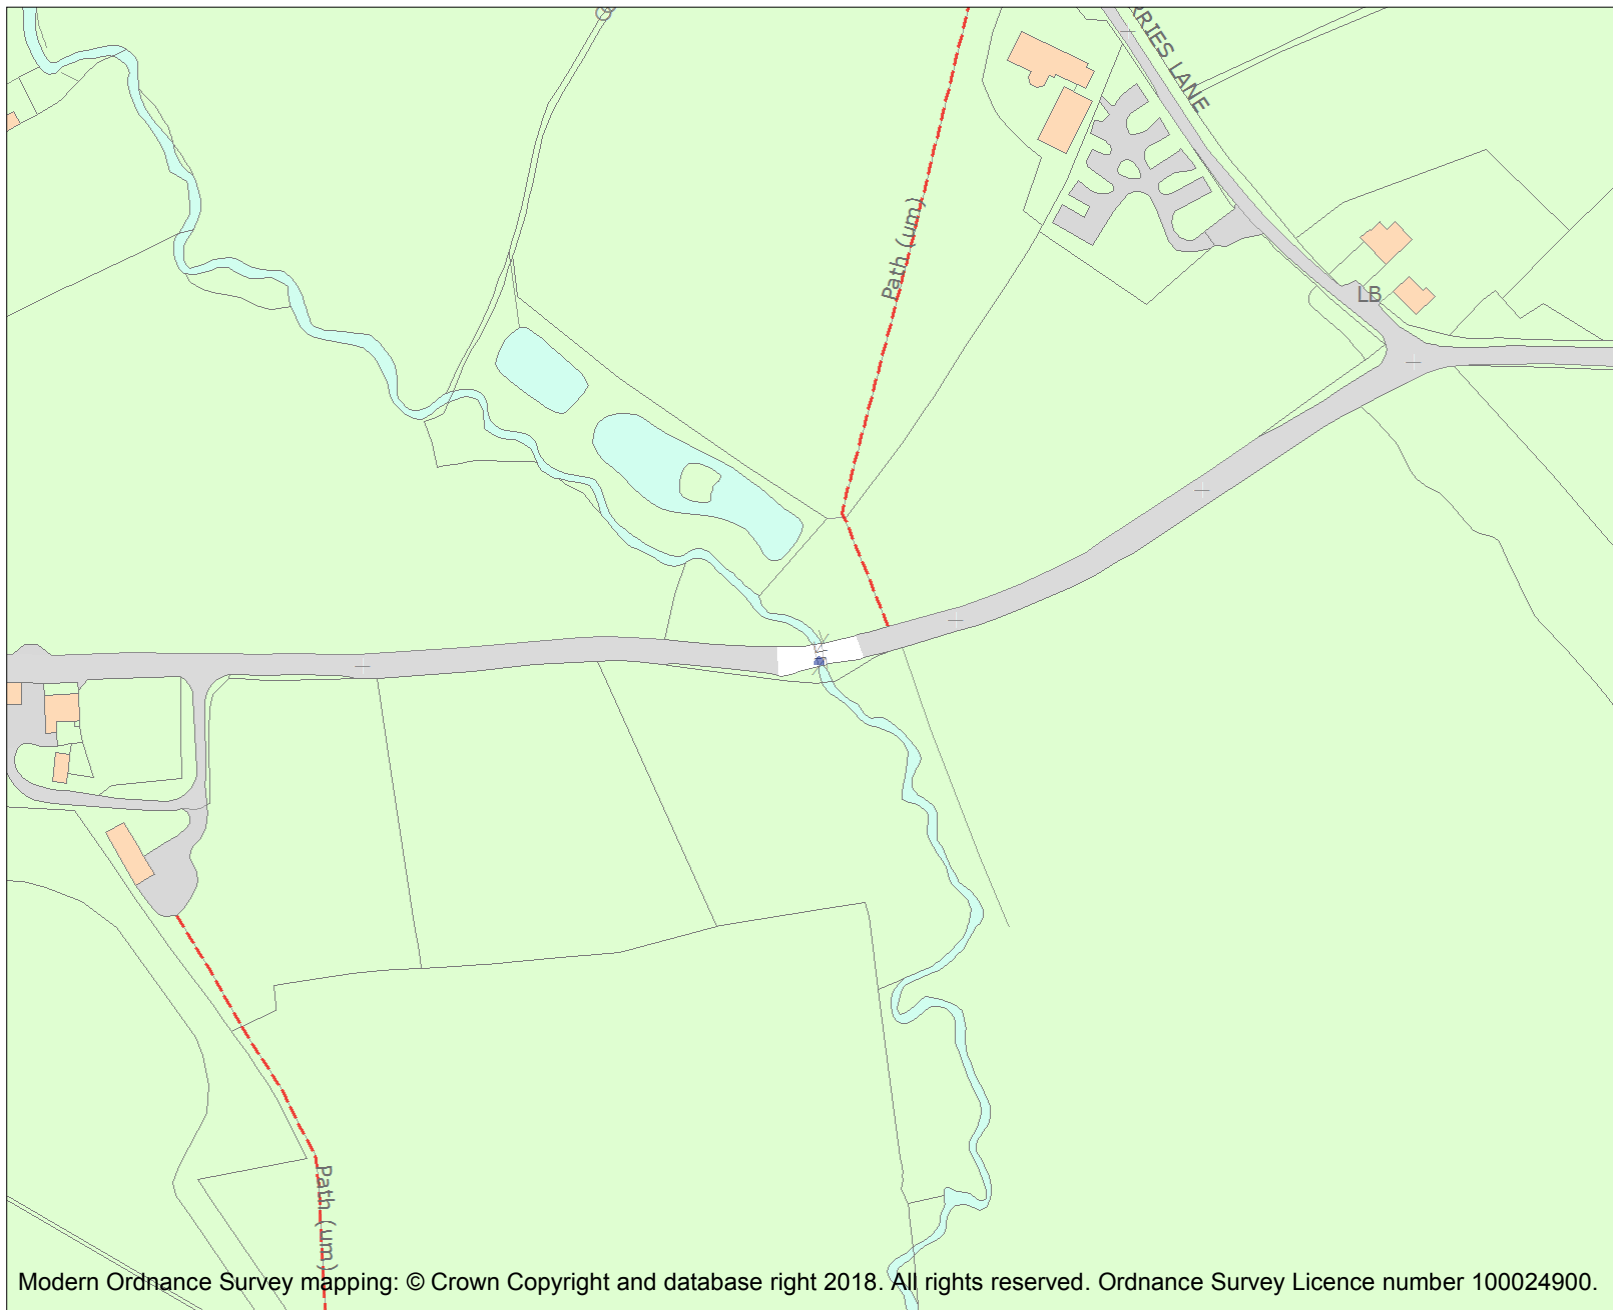 RRIES LANE
Path (um)
LB
Path (um)
Modern Ordnance Survey mapping: © Crown Copyright and database right 2018. All rights reserved. Ordnance Survey Licence number 100024900.